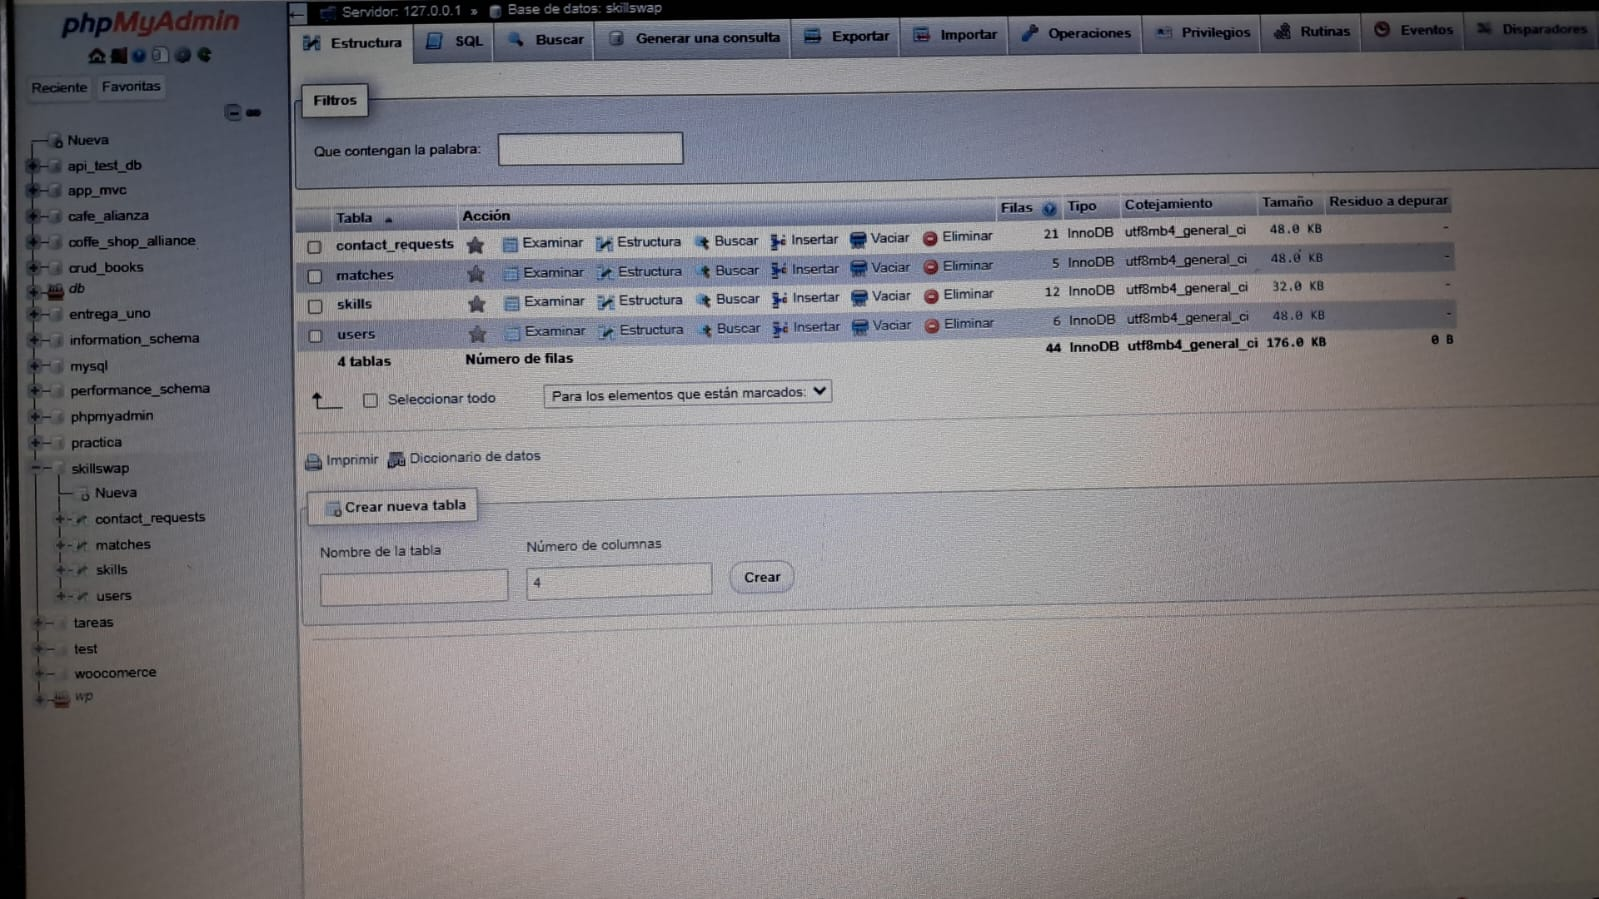 phpMyAdmin
Reciente Favoritas
Nueva
api_test_db
app_mvc
cafe_alianza
coffe_shop_alliance
crud_books
db
entrega_uno
information_schema
mysql
performance_schema
phpmyadmin
practica
skillswap
Nueva
contact_requests
matches
skills
users
tareas
test
woocomerce
wp
Servidor: 127.0.0.1 » Base de datos: skillswap
Estructura SQL Buscar Generar una consulta Exportar Importar Operaciones Privilegios Rutinas Eventos Disparadores
Filtros
Que contengan la palabra:
Tabla Acción Filas Tipo Cotejamiento Tamaño Residuo a depurar
contact_requests Examinar Estructura Buscar Insertar Vaciar Eliminar 21 InnoDB utf8mb4_general_ci 48.0 KB -
matches Examinar Estructura Buscar Insertar Vaciar Eliminar 5 InnoDB utf8mb4_general_ci 48.0 KB -
skills Examinar Estructura Buscar Insertar Vaciar Eliminar 12 InnoDB utf8mb4_general_ci 32.0 KB -
users Examinar Estructura Buscar Insertar Vaciar Eliminar 6 InnoDB utf8mb4_general_ci 48.0 KB -
4 tablas Número de filas 44 InnoDB utf8mb4_general_ci 176.0 KB 0 B
Seleccionar todo Para los elementos que están marcados:
Imprimir Diccionario de datos
Crear nueva tabla
Nombre de la tabla Número de columnas
4 Crear